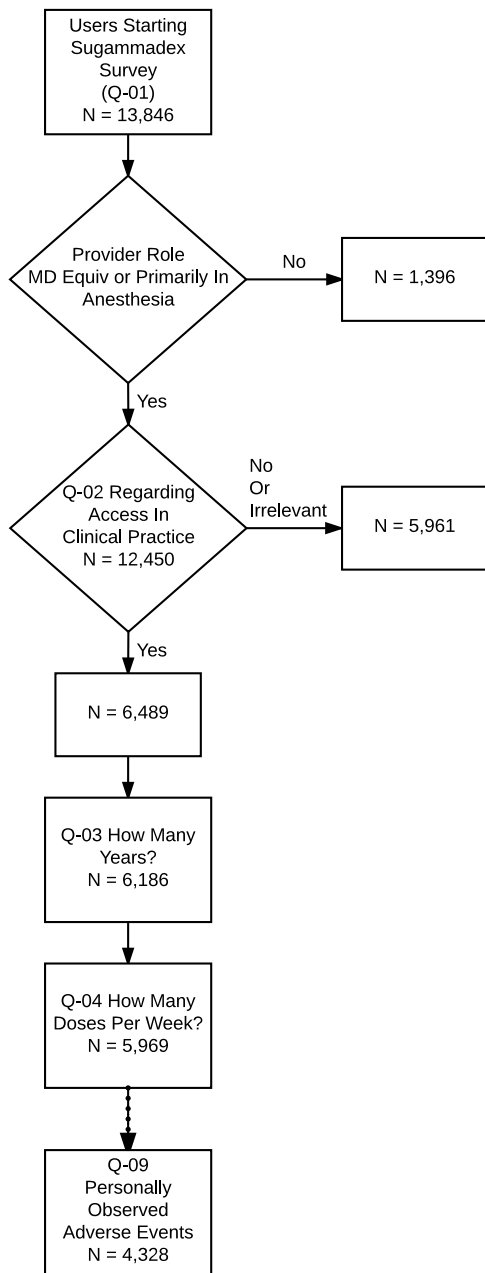 Users Starting
Sugammadex
Survey
(Q-01)
N = 13,846
Provider Role
MD Equiv or Primarily In
Anesthesia
No
N = 1,396
Yes
Q-02 Regarding
Access In
Clinical Practice
N = 12,450
No
Or
Irrelevant
N = 5,961
Yes
N = 6,489
Q-03 How Many
Years?
N = 6,186
Q-04 How Many
Doses Per Week?
N = 5,969
Q-09
Personally
Observed
Adverse Events
N = 4,328